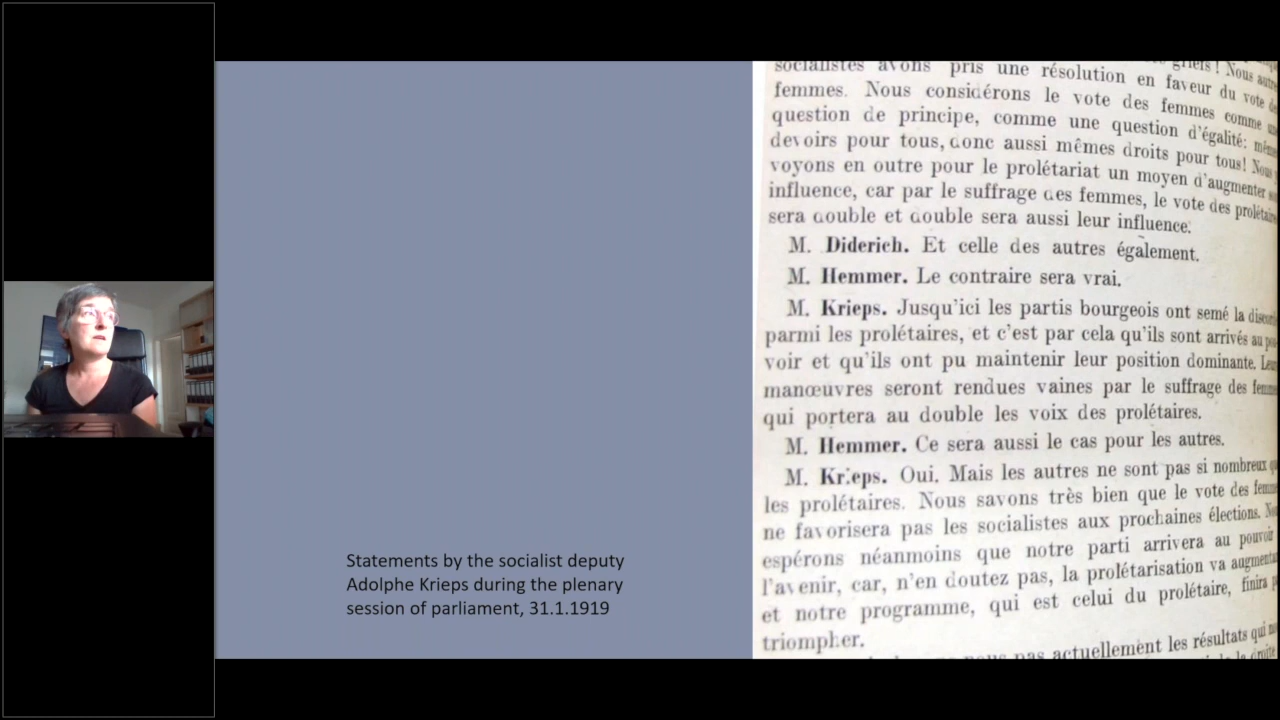 Statements by the socialist deputy
Adolphe Krieps during the plenary
session of parliament, 31.1.1919
socialistes avons pris une résolution en faveur du vote
femmes. Nous considérons le vote des femmes comme
question de principe, comme une question d'égalité;
devoirs pour tous, donc aussi mêmes droits pour tous! Nous
voyons en outre pour le prolétariat un moyen d'augmenter
influence, car par le suffrage des femmes, le vote des
sera double et double sera aussi leur influence.
M. Diderich. Et celle des autres également.
M. Hemmer. Le contraire sera vrai.
M. Krieps. Jusqu'ici les partis bourgeois ont semé la
parmi les prolétaires, et c'est par cela qu'ils sont arrivés au
voir et qu'ils ont pu maintenir leur position dominante.
manœuvres seront rendues vaines par le suffrage des
qui portera au double les voix des prolétaires.
M. Hemmer. Ce sera aussi le cas pour les autres.
M. Krieps. Oui. Mais les autres ne sont pas si nombreux
les prolétaires. Nous savons très bien que le vote des
ne favorisera pas les socialistes aux prochaines élections.
espérons néanmoins que notre parti arrivera au pouvoir
l'avenir, car, n'en doutez pas, la prolétarisation va
et notre programme, qui est celui du prolétaire, finira
triompher.
pas actuellement les résultats qui